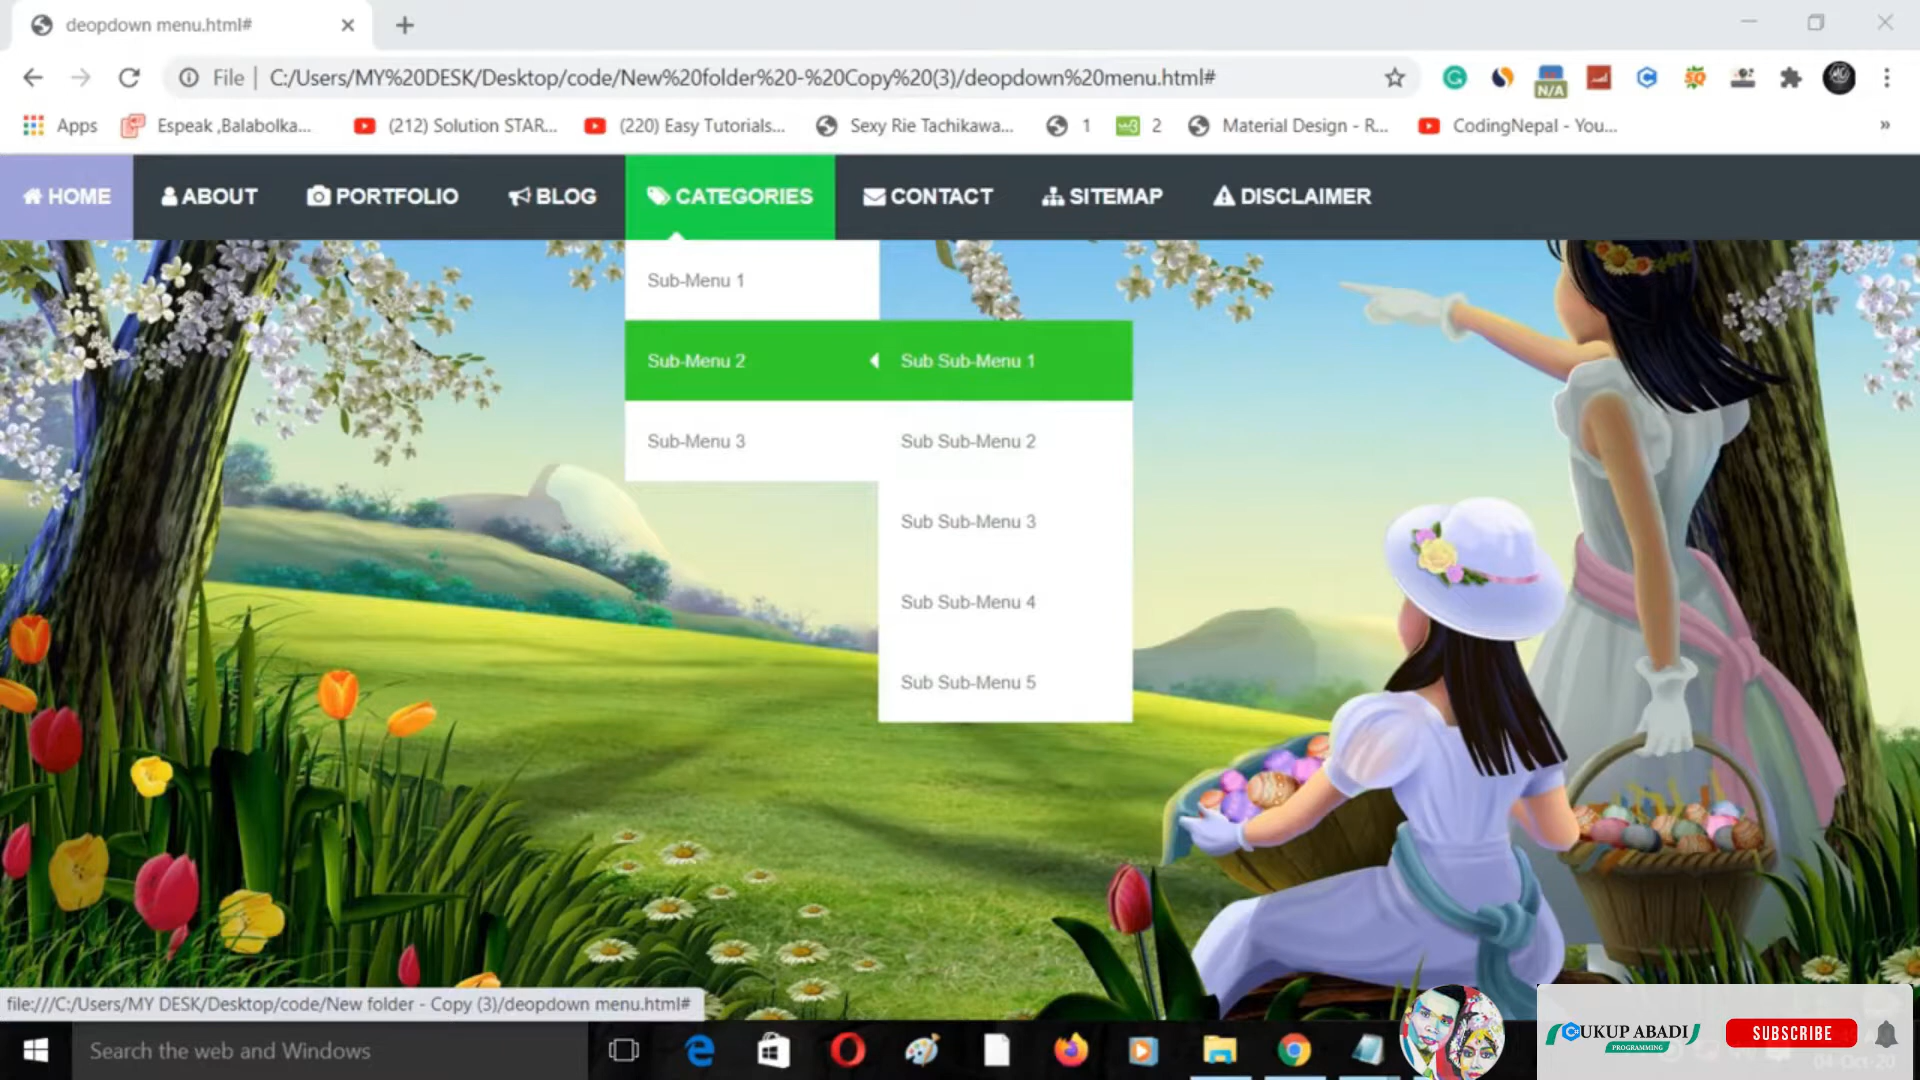 deopdown menu.html#
File | C:/Users/MY%20DESK/Desktop/code/New%20folder%20-%20Copy%20(3)/deopdown%20menu.html#
N/A
Apps Espeak ,Balabolka... (212) Solution STAR... (220) Easy Tutorials... Sexy Rie Tachikawa... 1 2 Material Design - R... CodingNepal - You... »
HOME ABOUT PORTFOLIO BLOG CATEGORIES CONTACT SITEMAP DISCLAIMER
Sub-Menu 1
Sub-Menu 2 Sub Sub-Menu 1
Sub-Menu 3 Sub Sub-Menu 2
Sub Sub-Menu 3
Sub Sub-Menu 4
Sub Sub-Menu 5
file:///C:/Users/MY DESK/Desktop/code/New folder - Copy (3)/deopdown menu.html#
Search the web and Windows
CUKUP ABADI
PROGRAMMING
SUBSCRIBE
04-Oct-20